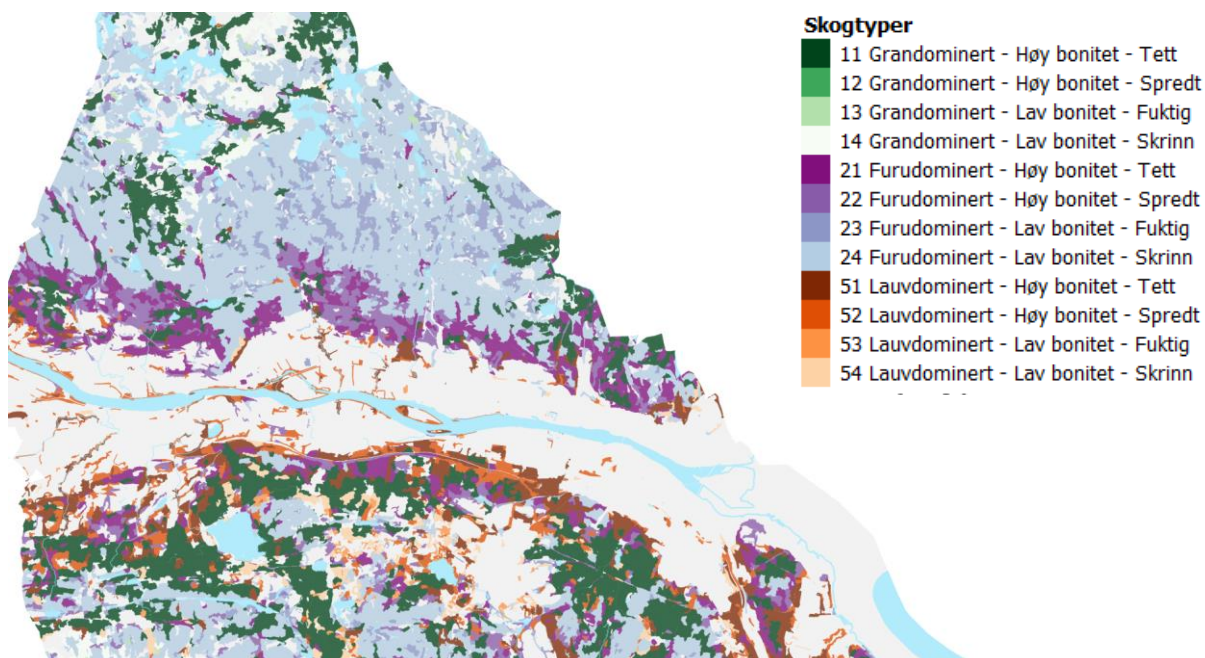 Skogtyper
11 Grandominert - Høy bonitet - Tett
12 Grandominert - Høy bonitet - Spredt
13 Grandominert - Lav bonitet - Fuktig
14 Grandominert - Lav bonitet - Skrinn
21 Furudominert - Høy bonitet - Tett
22 Furudominert - Høy bonitet - Spredt
23 Furudominert - Lav bonitet - Fuktig
24 Furudominert - Lav bonitet - Skrinn
51 Lauvdominert - Høy bonitet - Tett
52 Lauvdominert - Høy bonitet - Spredt
53 Lauvdominert - Lav bonitet - Fuktig
54 Lauvdominert - Lav bonitet - Skrinn